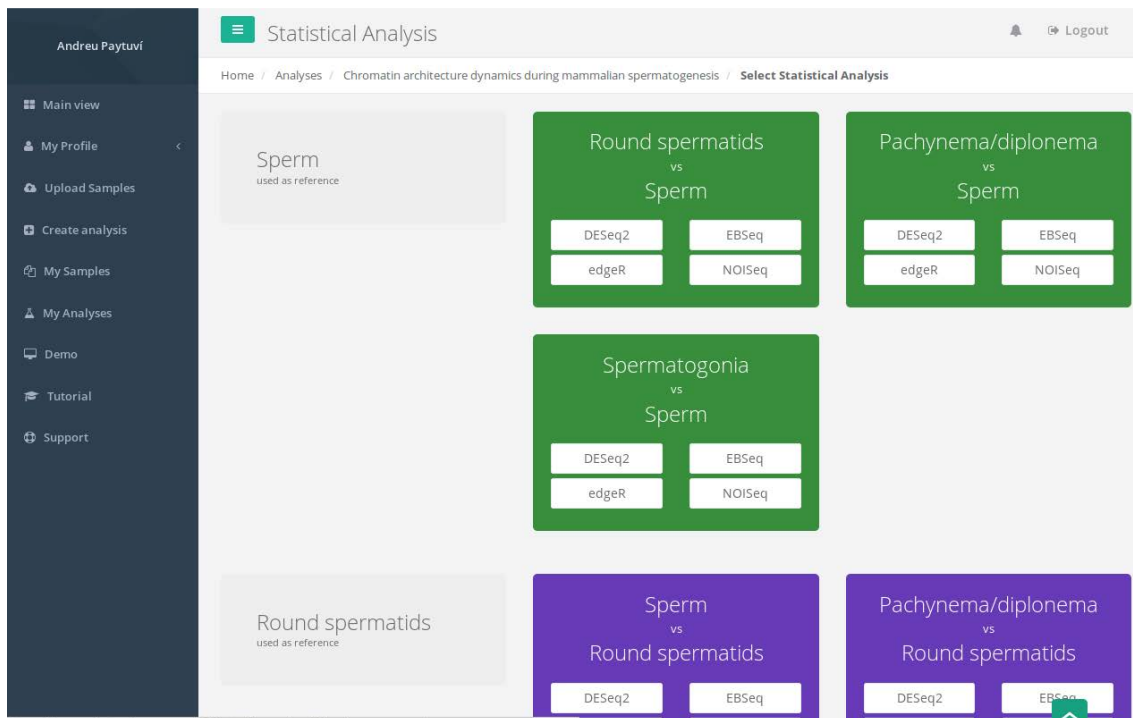 Andreu Paytuví
Main view
My Profile
Upload Samples
Create analysis
My Samples
My Analyses
Demo
Tutorial
Support
Statistical Analysis
Logout
Home / Analyses / Chromatin architecture dynamics during mammalian spermatogenesis / Select Statistical Analysis
Sperm
used as reference
Round spermatids
vs
Sperm
DESeq2 EBSeq
edgeR NOISeq
Pachynema/diplonema
vs
Sperm
DESeq2 EBSeq
edgeR NOISeq
Spermatogonia
vs
Sperm
DESeq2 EBSeq
edgeR NOISeq
Round spermatids
used as reference
Sperm
vs
Round spermatids
DESeq2 EBSeq
Pachynema/diplonema
vs
Round spermatids
DESeq2 EBSeq